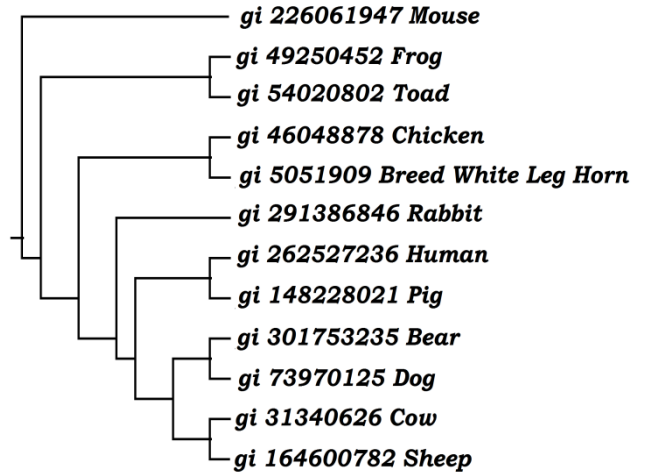 gi 226061947 Mouse
gi 49250452 Frog
gi 54020802 Toad
gi 46048878 Chicken
gi 5051909 Breed White Leg Horn
gi 291386846 Rabbit
gi 262527236 Human
gi 148228021 Pig
gi 301753235 Bear
gi 73970125 Dog
gi 31340626 Cow
gi 164600782 Sheep